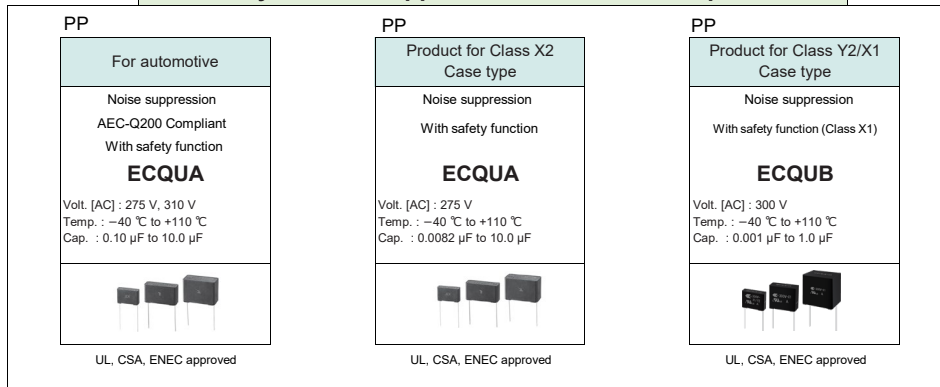 PP
For automotive
Noise suppression
AEC-Q200 Compliant
With safety function
ECQUA
Volt. [AC] : 275 V, 310 V
Temp. : −40 ℃ to +110 ℃
Cap. : 0.10 μF to 10.0 μF
UL, CSA, ENEC approved
PP
Product for Class X2
Case type
Noise suppression
With safety function
ECQUA
Volt. [AC] : 275 V
Temp. : −40 ℃ to +110 ℃
Cap. : 0.0082 μF to 10.0 μF
UL, CSA, ENEC approved
PP
Product for Class Y2/X1
Case type
Noise suppression
With safety function (Class X1)
ECQUB
Volt. [AC] : 300 V
Temp. : −40 ℃ to +110 ℃
Cap. : 0.001 μF to 1.0 μF
UL, CSA, ENEC approved